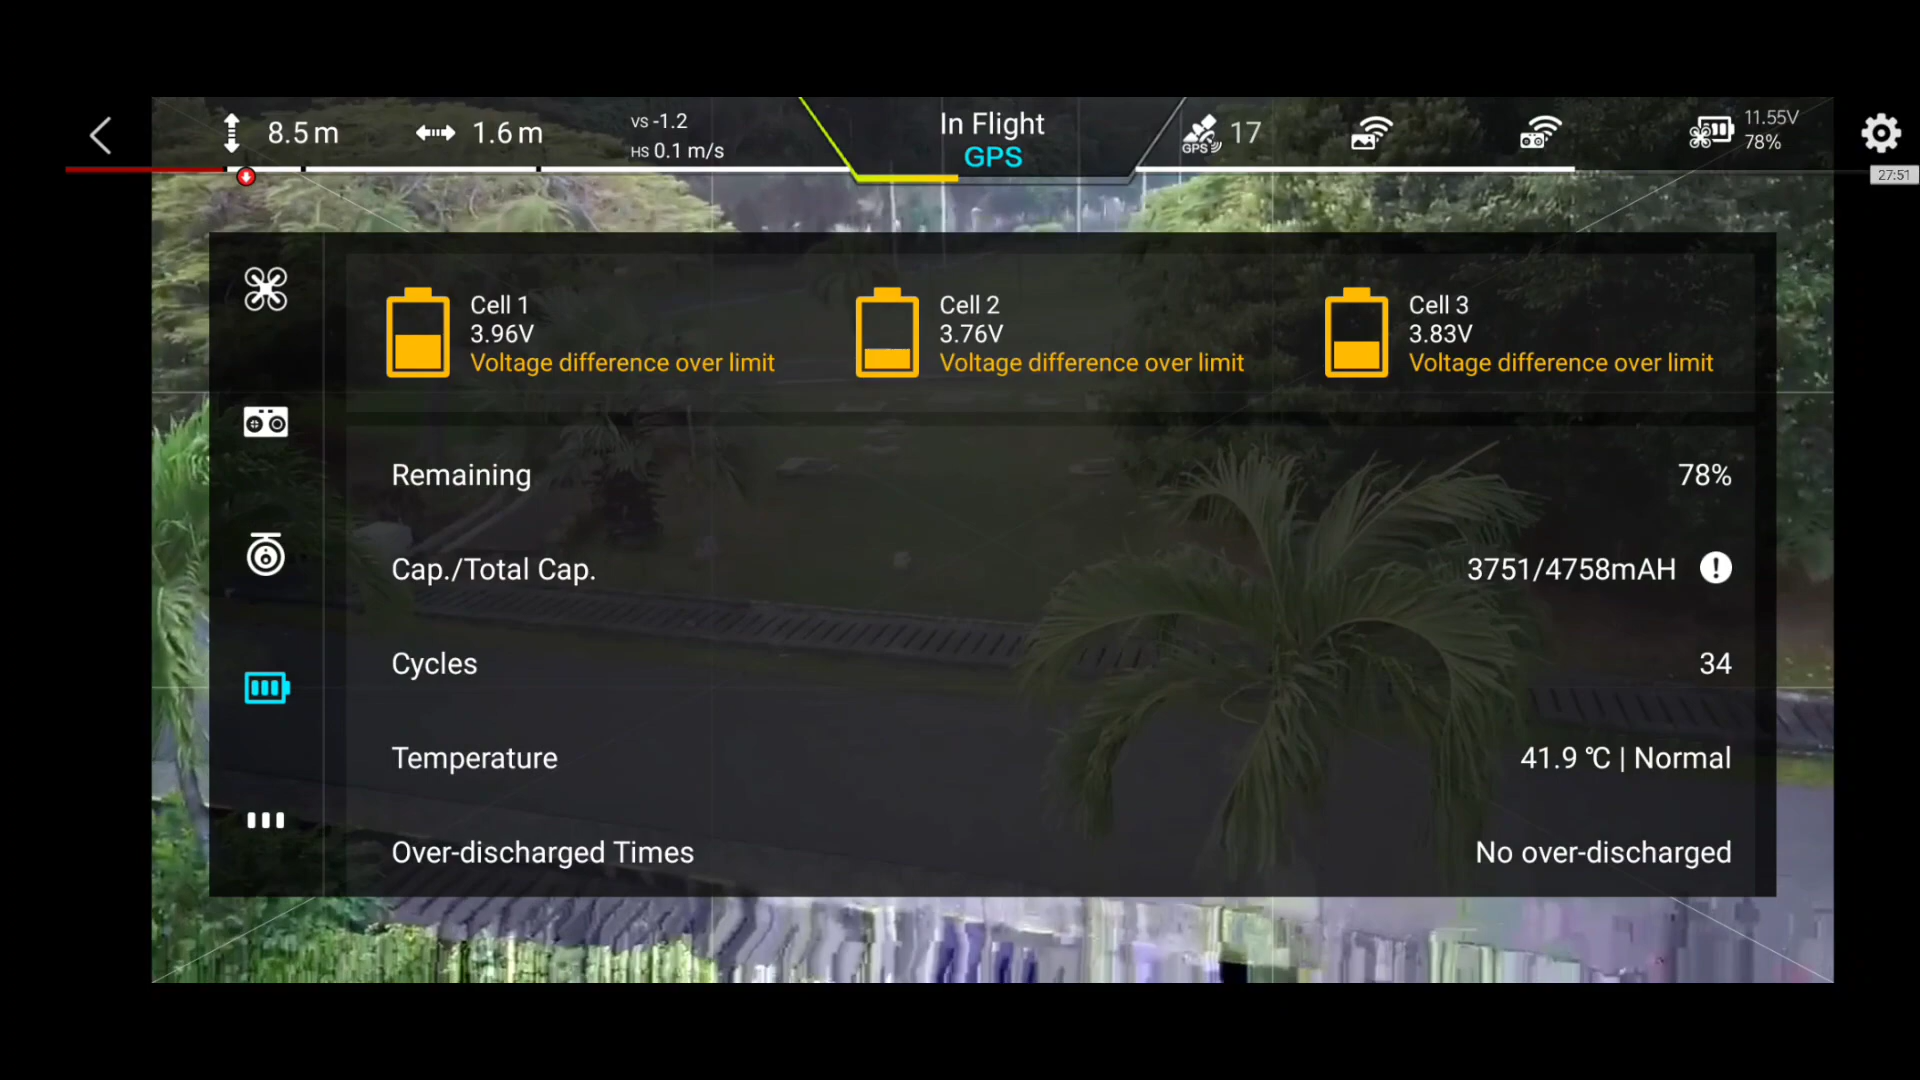 8.5m
1.6m
VS -1.2
HS 0.1 m/s
In Flight
GPS
GPS
17
11.55V
78%
27:51
Cell 1
3.96V
Voltage difference over limit
Cell 2
3.76V
Voltage difference over limit
Cell 3
3.83V
Voltage difference over limit
Remaining
78%
Cap./Total Cap.
3751/4758mAH
Cycles
34
Temperature
41.9 ℃ | Normal
Over-discharged Times
No over-discharged